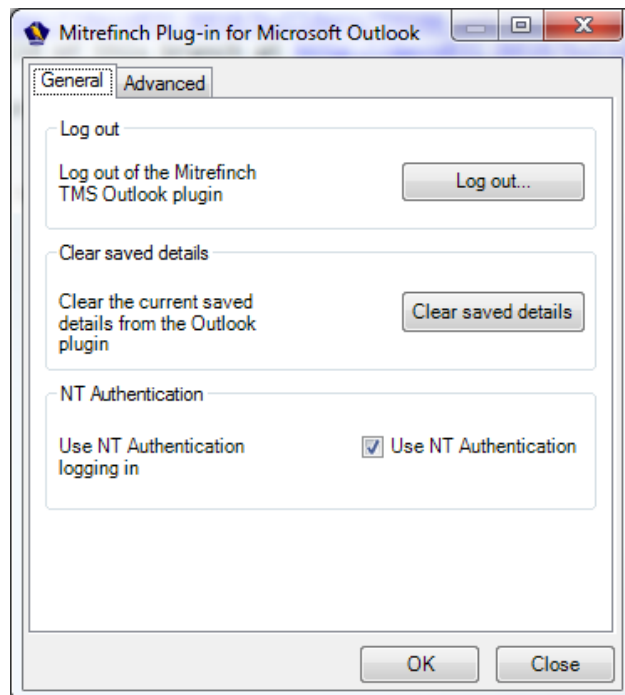 Mitrefinch Plug-in for Microsoft Outlook
General
Advanced
Log out
Log out of the Mitrefinch
TMS Outlook plugin
Log out...
Clear saved details
Clear the current saved
details from the Outlook
plugin
Clear saved details
NT Authentication
Use NT Authentication
logging in
Use NT Authentication
OK
Close